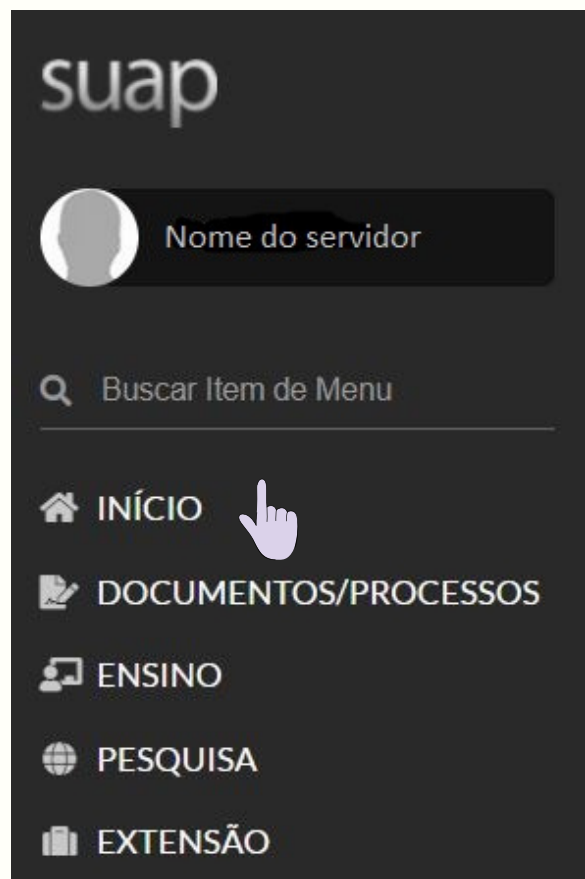 suap
Nome do servidor
Buscar Item de Menu
INÍCIO
DOCUMENTOS/PROCESSOS
ENSINO
PESQUISA
EXTENSÃO